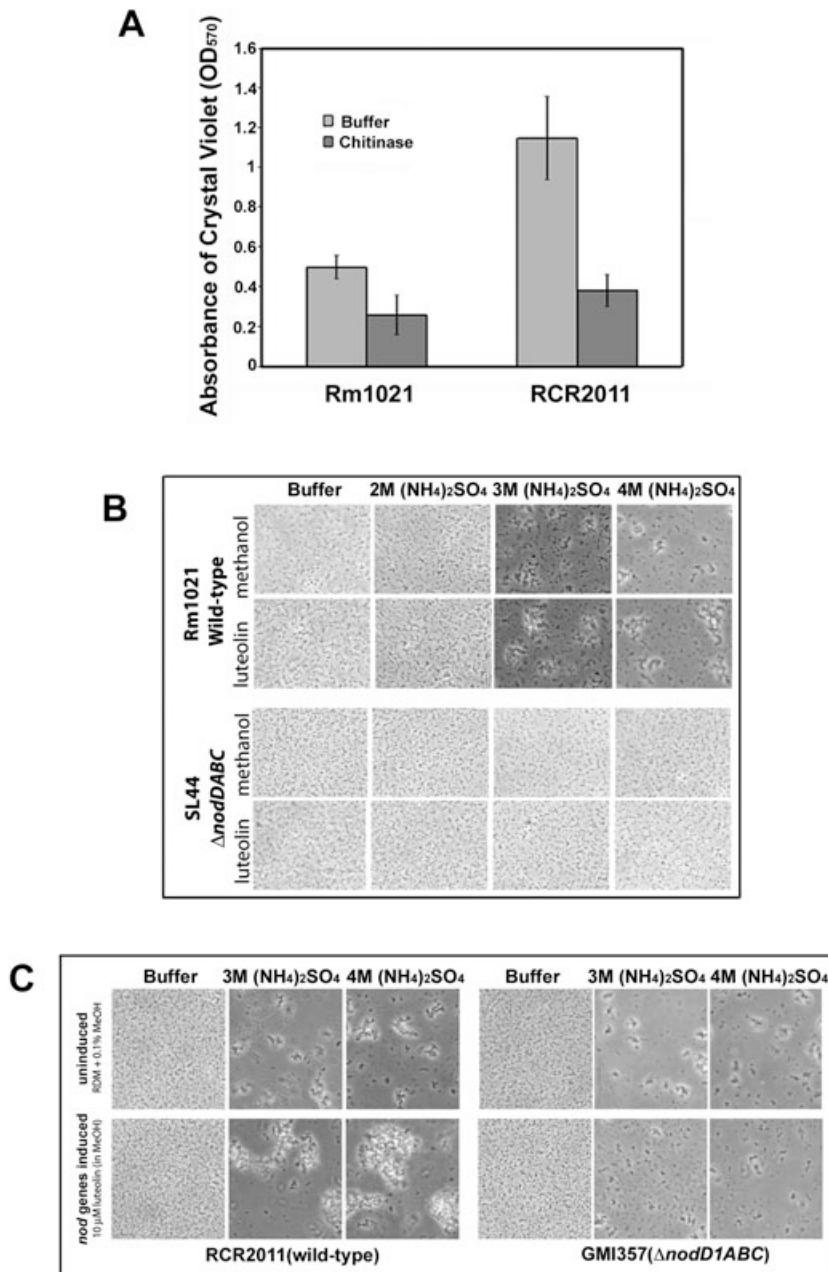 A
Absorbance of Crystal Violet (OD570)
1.6
1.4
1.2
1
0.8
0.6
0.4
0.2
0
Buffer
Chitinase
Rm1021
RCR2011
B
Buffer
2M (NH4)2SO4
3M (NH4)2SO4
4M (NH4)2SO4
Rm1021
Wild-type
methanol
luteolin
SL44
ΔnodDABC
methanol
luteolin
C
Buffer
3M (NH4)2SO4
4M (NH4)2SO4
Buffer
3M (NH4)2SO4
4M (NH4)2SO4
uninduced
RDM + 0.1% MeOH
nod genes induced
10 µM luteolin (in MeOH)
RCR2011(wild-type)
GMI357(ΔnodD1ABC)